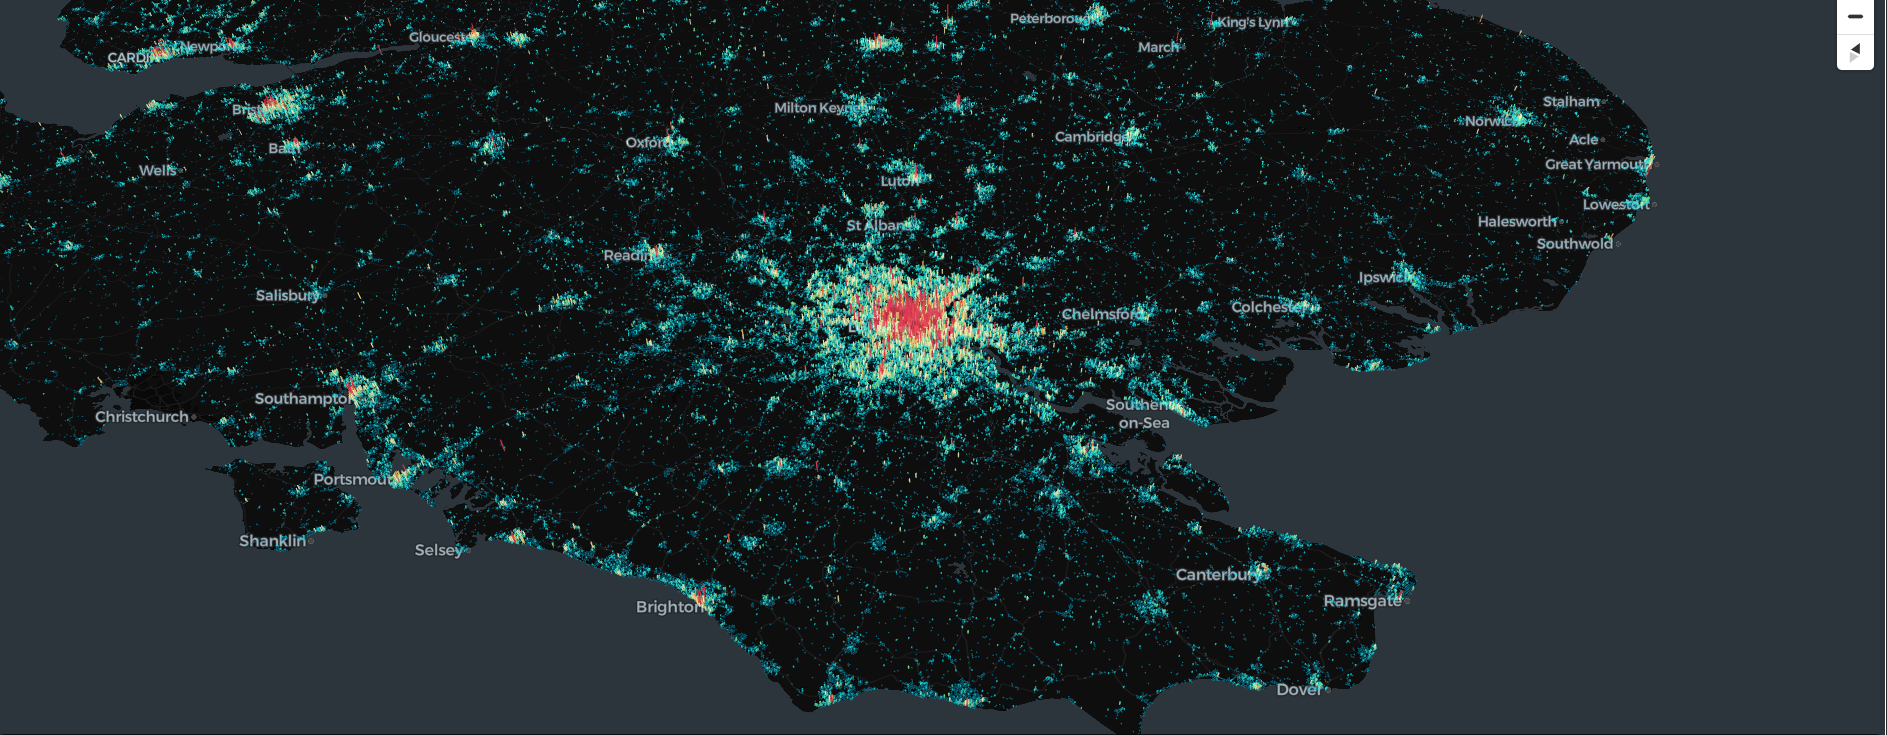 Peterborough
King's Lynn
Gloucester
Newport
March
CARDIFF
Stalham
Milton Keynes
Bristol
Norwich
Cambridge
Acle
Oxford
Bath
Great Yarmouth
Wells
Luton
Lowestoft
Halesworth
St Albans
Southwold
Reading
Ipswich
Salisbury
Colchester
Chelmsford
Southampton
Southend-
on-Sea
Christchurch
Portsmouth
Shanklin
Selsey
Canterbury
Ramsgate
Brighton
Dover